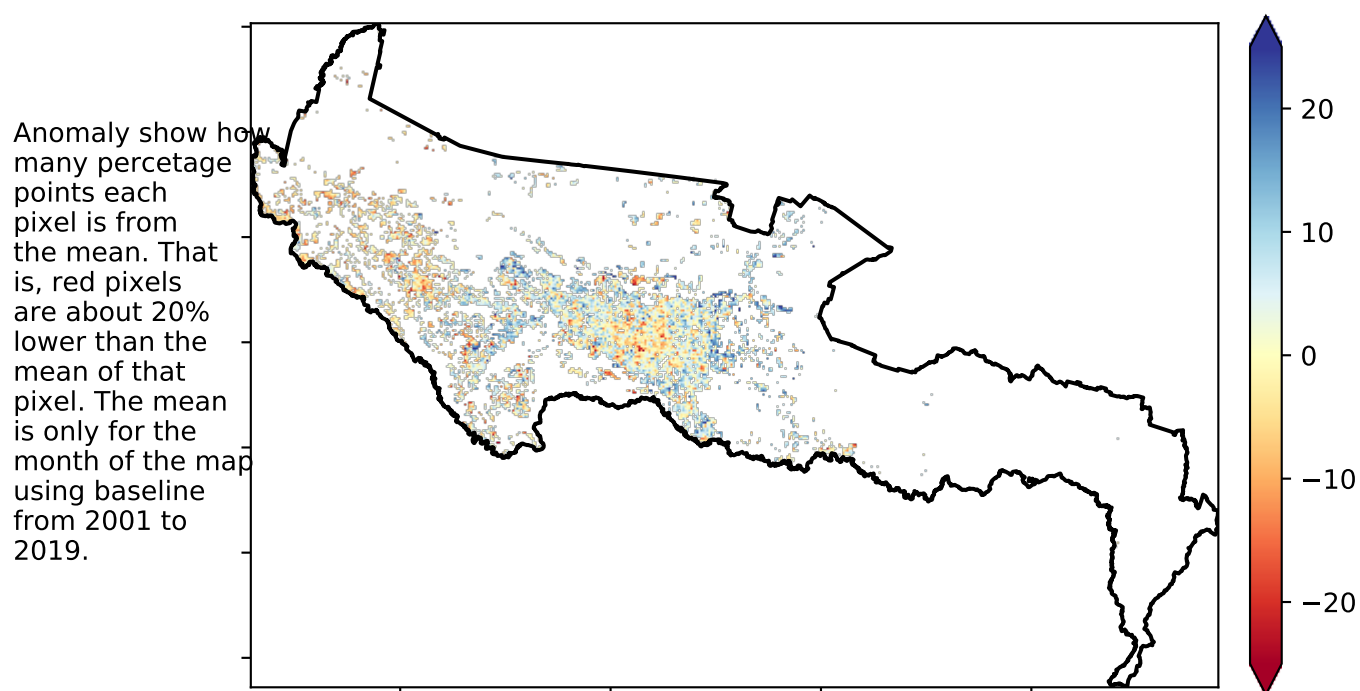 Anomaly show how
many percetage
points each
pixel is from
the mean. That
is, red pixels
are about 20%
lower than the
mean of that
pixel. The mean
is only for the
month of the map
using baseline
from 2001 to
2019.
20
10
0
−10
−20